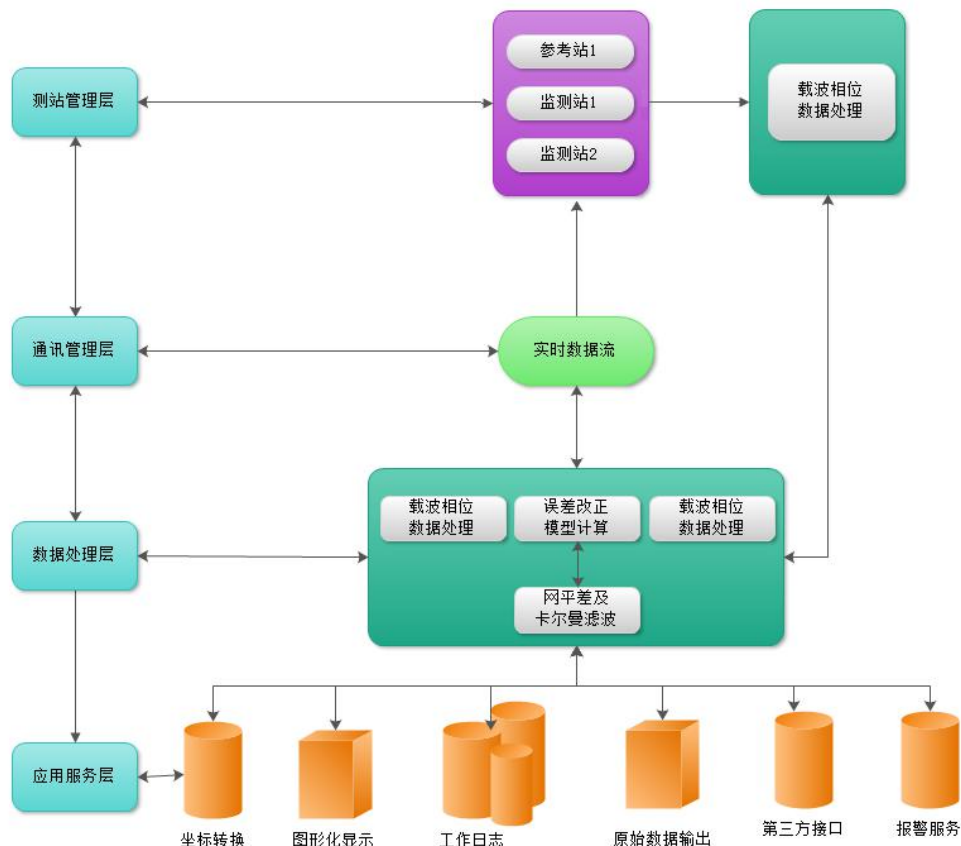 参考站1
测站管理层
监测站1
监测站2
载波相位
数据处理
通讯管理层
实时数据流
载波相位
数据处理
误差改正
模型计算
载波相位
数据处理
数据处理层
网平差及
卡尔曼滤波
应用服务层
坐标转换
图形化显示
工作日志
原始数据输出
第三方接口
报警服务